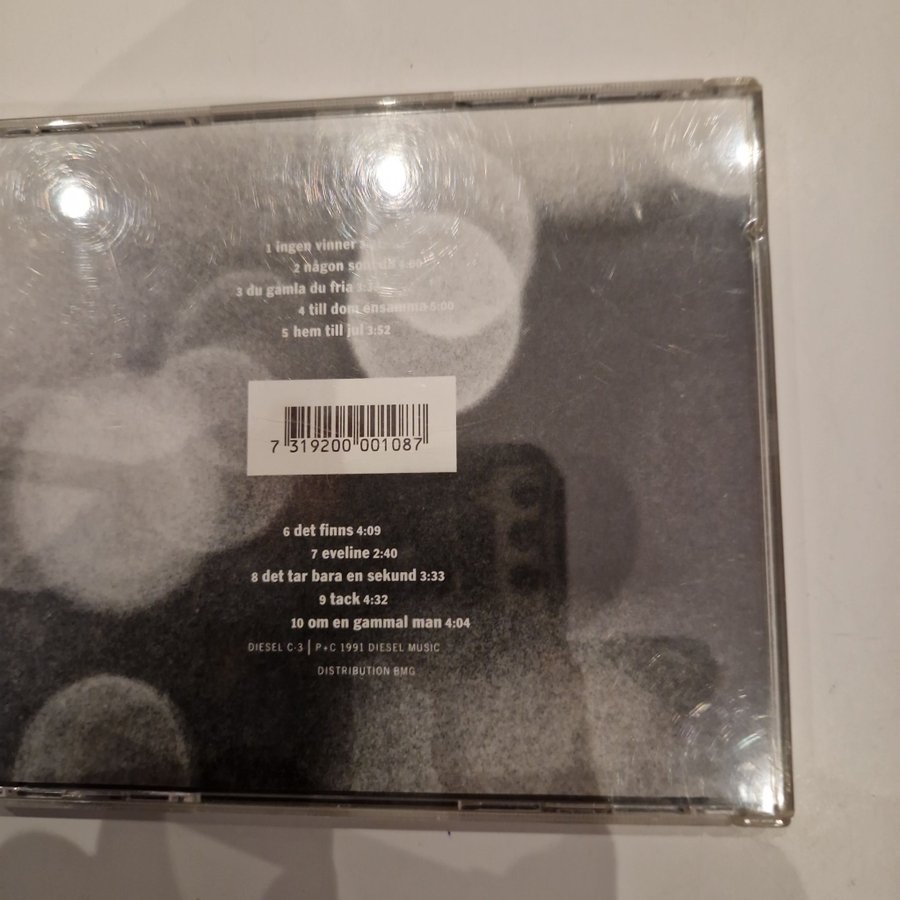 1 ingen vinner
2 någon som du 4:00
3 du gamla du fria
4 till dom ensamma 5:00
5 hem till jul 3:52
7 319200 001087
6 det finns 4:09
7 eveline 2:40
8 det tar bara en sekund 3:33
9 tack 4:32
10 om en gammal man 4:04
DIESEL C-3 | P+C 1991 DIESEL MUSIC
DISTRIBUTION BMG